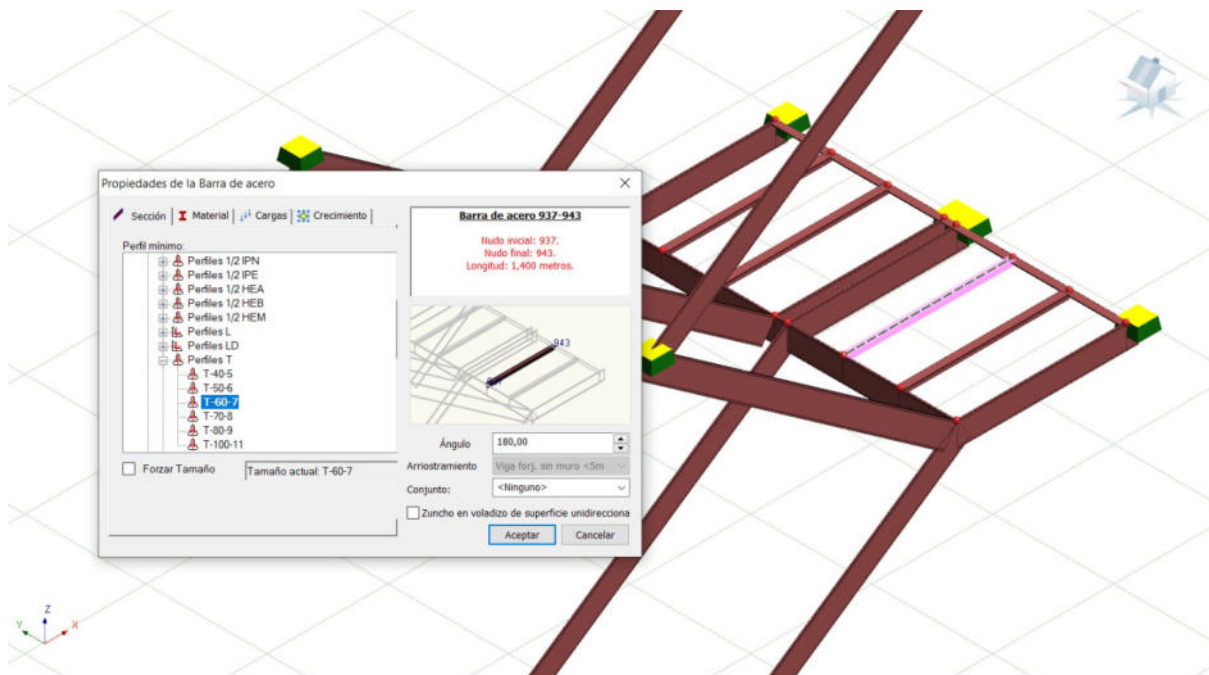 Propiedades de la Barra de acero
Sección
Material
Cargas
Crecimiento
Perfil mínimo:
Perfiles 1/2 IPN
Perfiles 1/2 IPE
Perfiles 1/2 HEA
Perfiles 1/2 HEB
Perfiles 1/2 HEM
Perfiles L
Perfiles LD
Perfiles T
T-40-5
T-50-6
T-60-7
T-70-8
T-80-9
T-100-11
Forzar Tamaño
Tamaño actual: T-60-7
Barra de acero 937-943
Nudo inicial: 937.
Nudo final: 943.
Longitud: 1,400 metros.
943
Ángulo
180,00
Arriostramiento
Viga forj. sin muro <5m
Conjunto:
<Ninguno>
Zuncho en voladizo de superficie unidirecciona
Aceptar
Cancelar
Z
Y
X